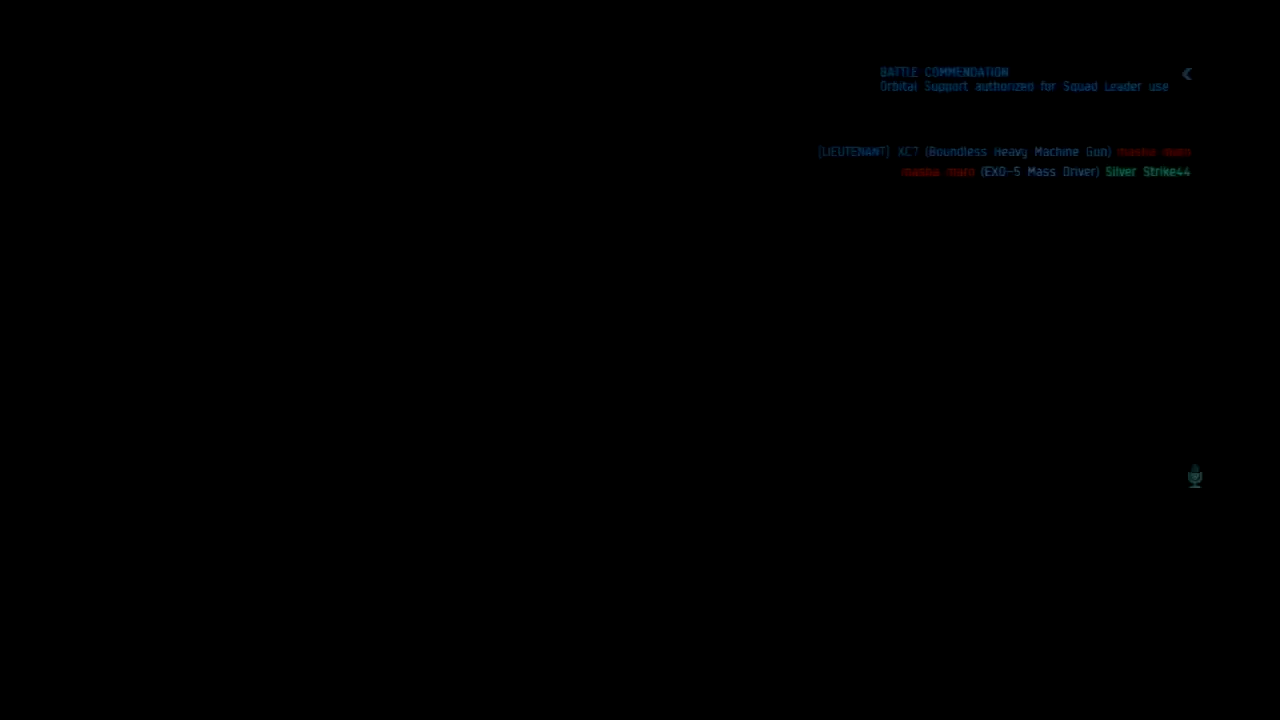 BATTLE COMMENDATION
Orbital Support authorized for Squad Leader use
[LIEUTENANT] XC7 (Boundless Heavy Machine Gun)
(EXO-5 Mass Driver) Silver Strike44